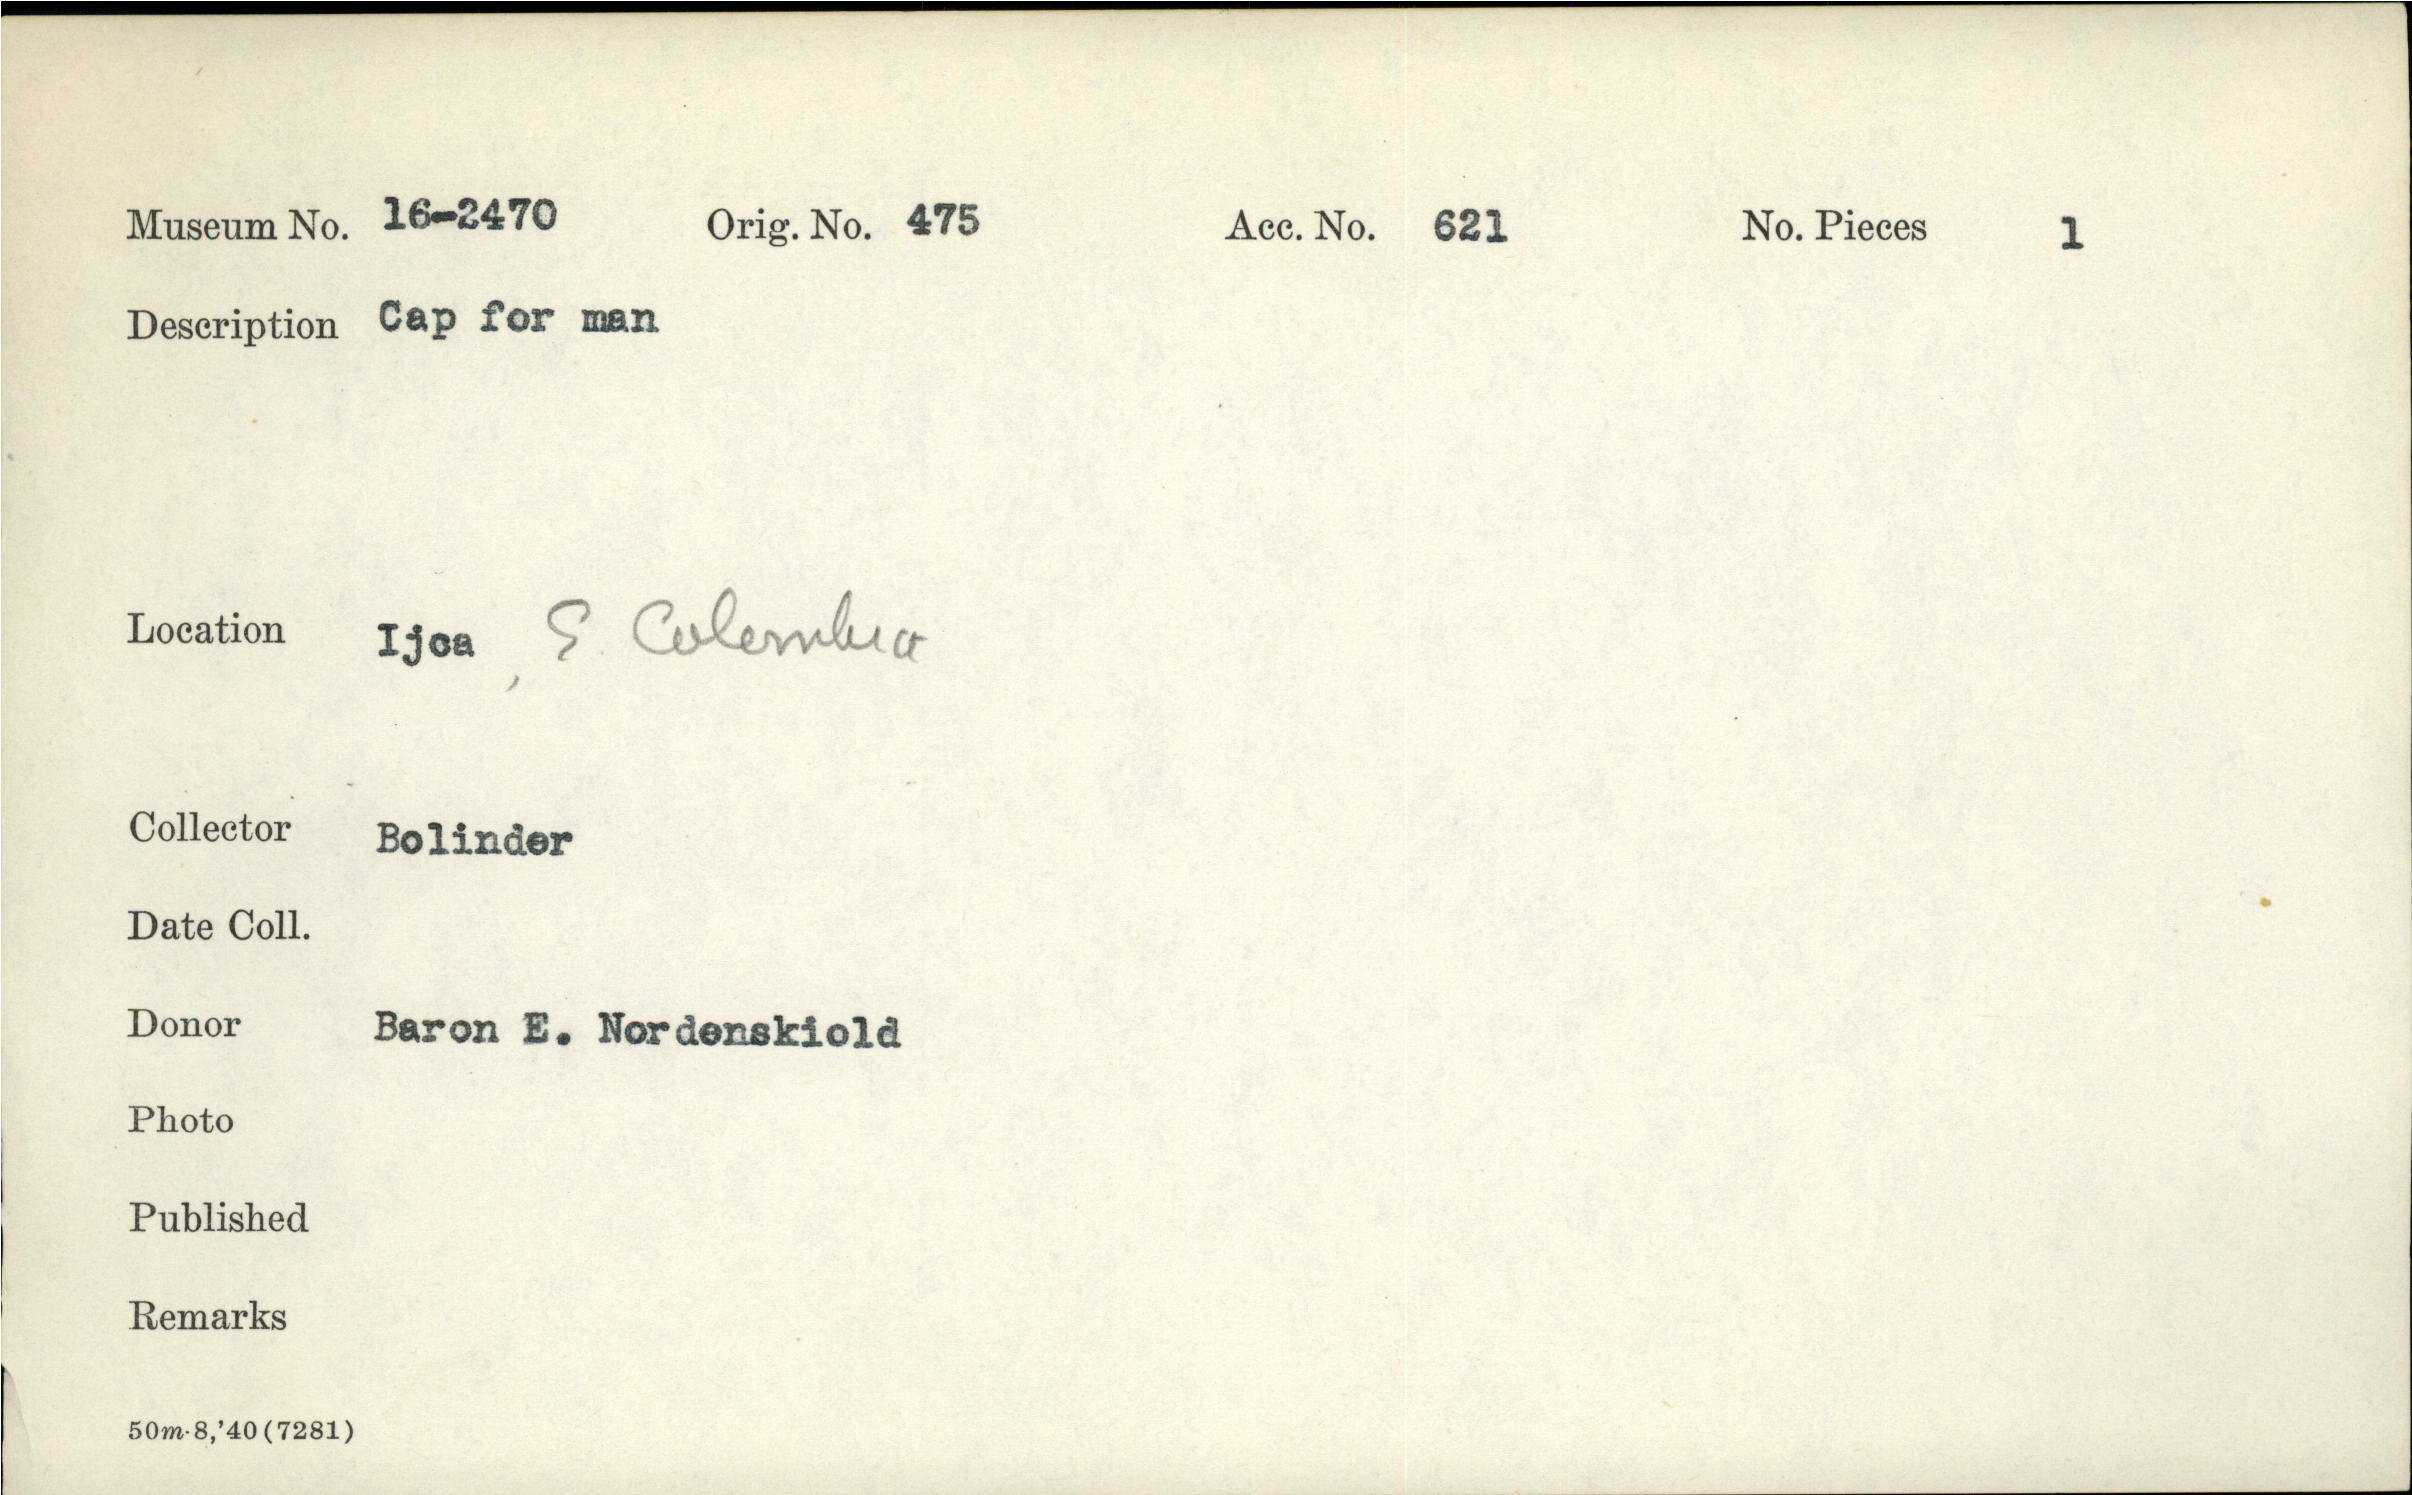 Museum No. 16-2470 Orig. No. 475 Acc. No. 621 No. Pieces 1
Description Cap for man
Location Ijca, E. Colombia
Collector Bolinder
Date Coll.
Donor Baron E. Nordenskiold
Photo
Published
Remarks
50m-8,'40(7281)